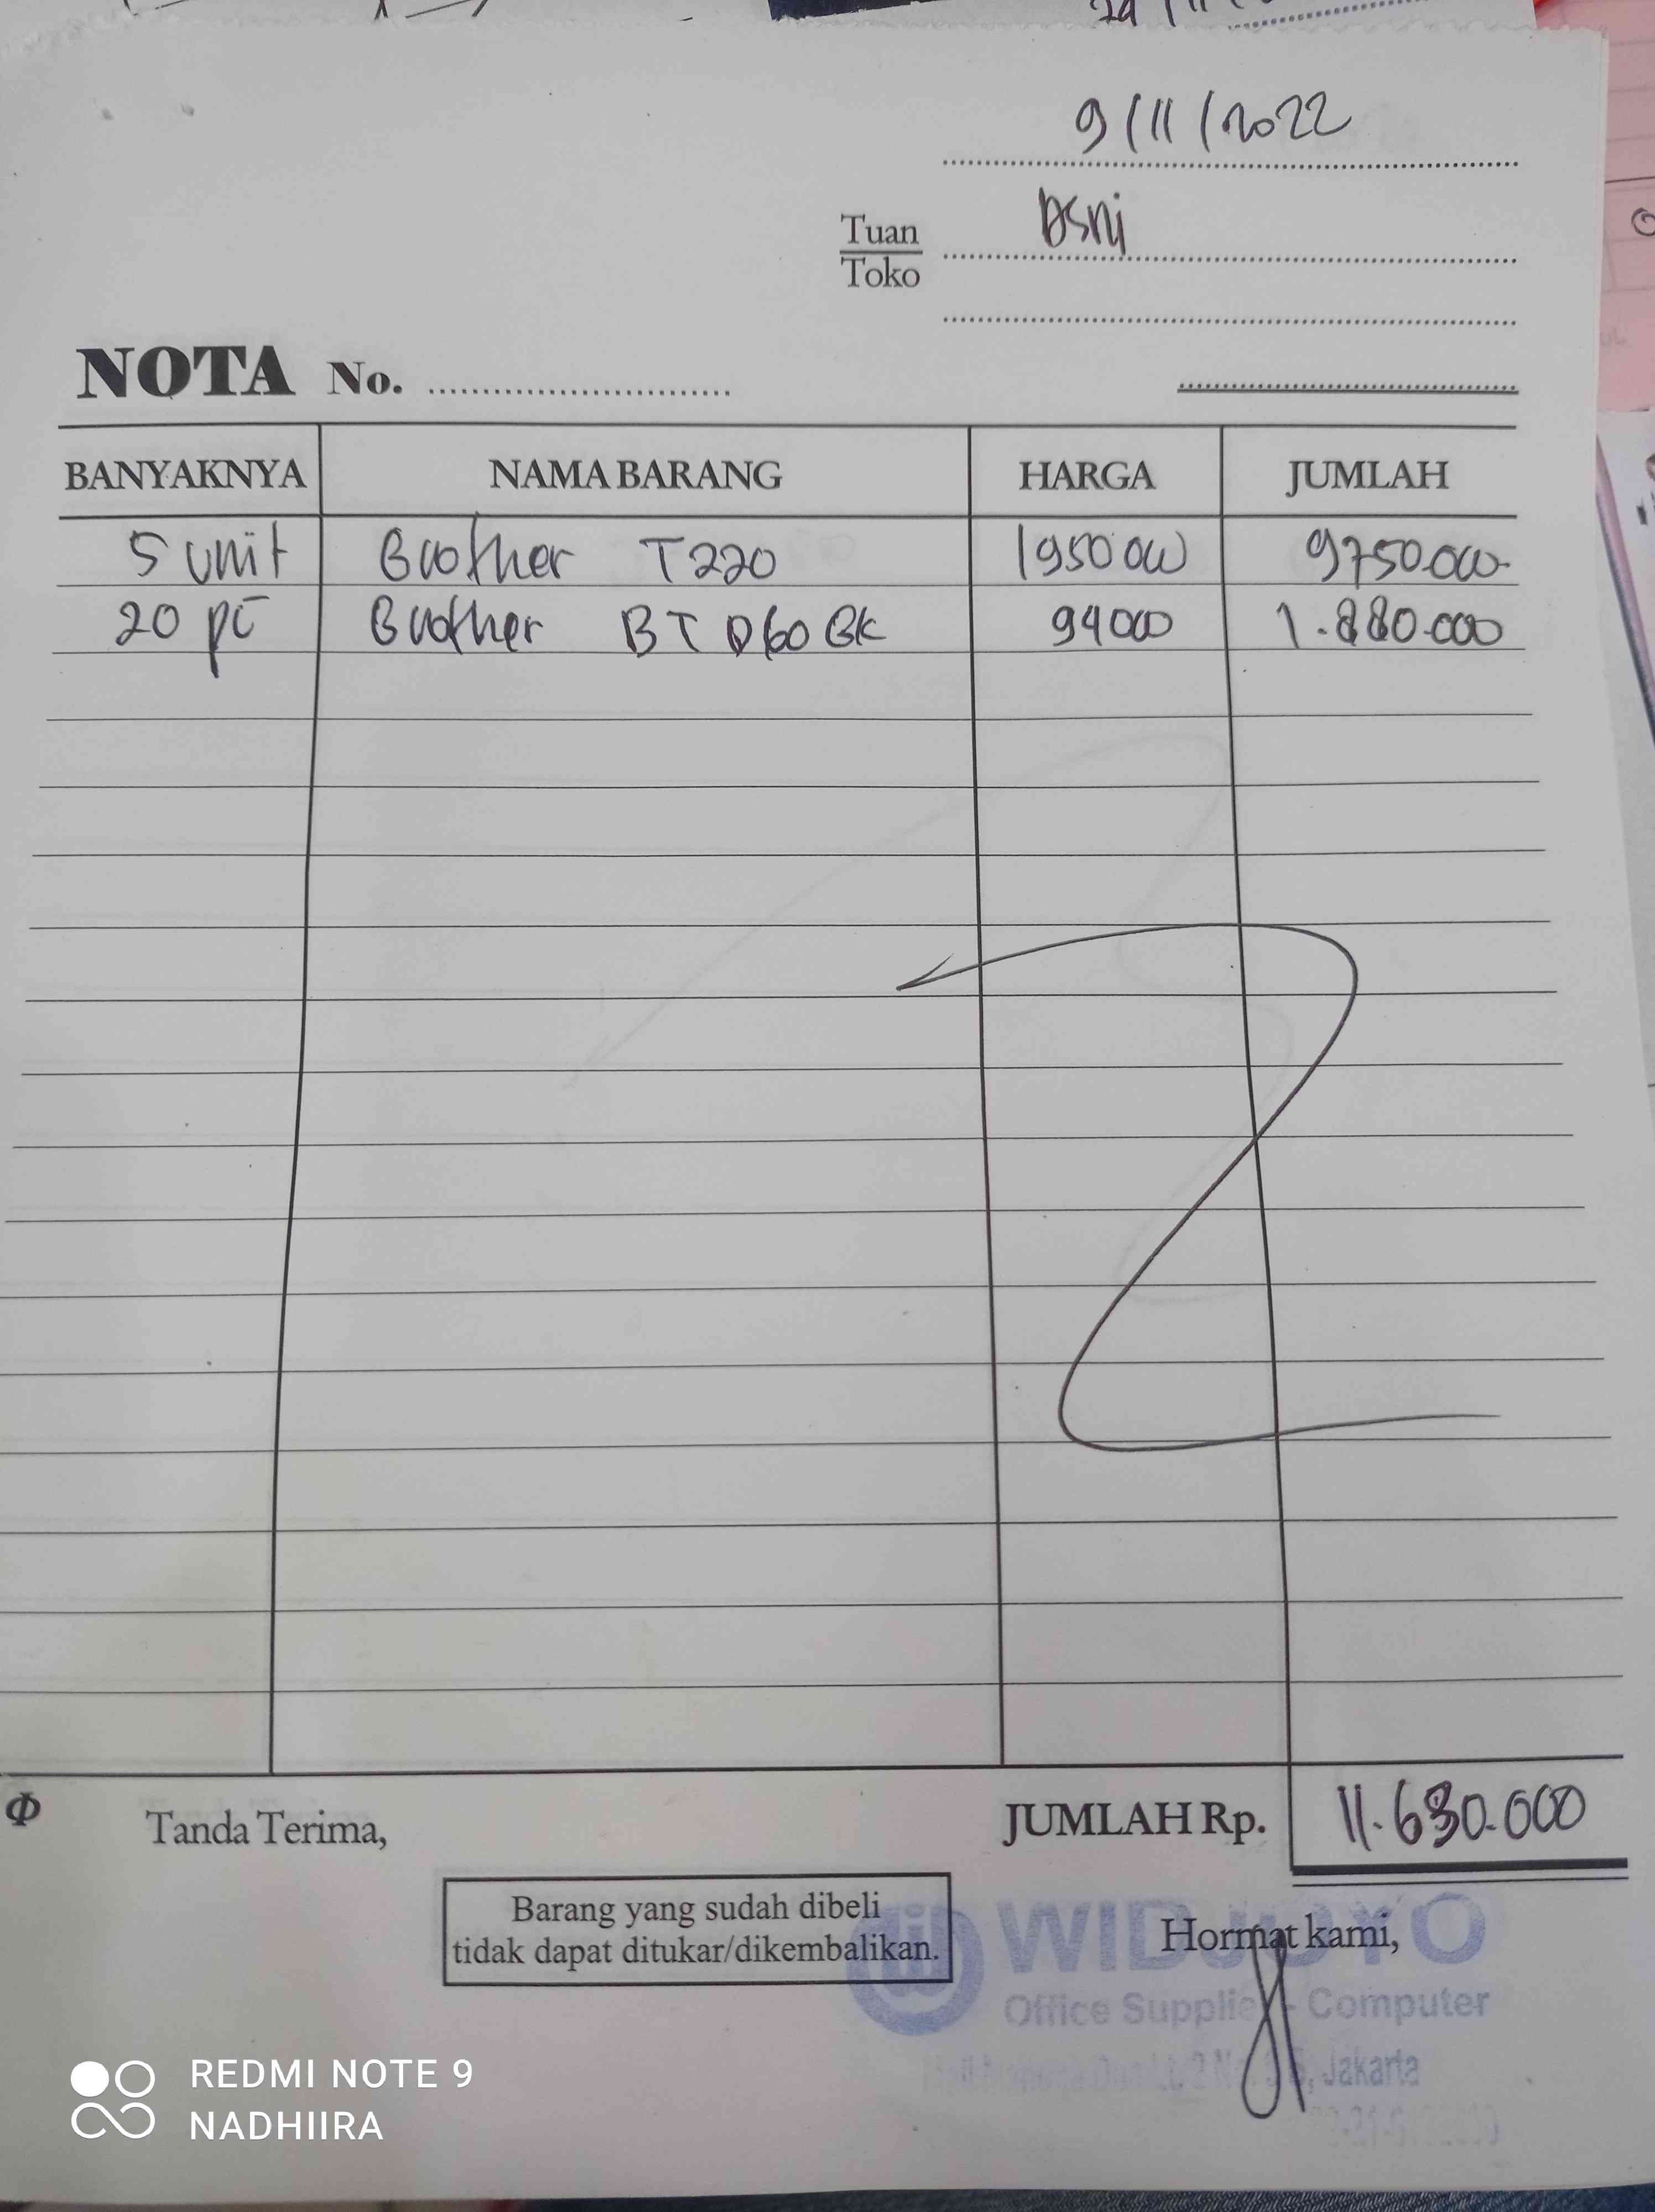 9/11/2022
Tuan
Toko
NOTA No.
BANYAKNYA NAMA BARANG HARGA JUMLAH
5 unit Brother T220 1950000 9750.000
20 pc Brother BT D60 BK 94000 1.880.000
Tanda Terima, JUMLAH Rp. 11.630.000
Barang yang sudah dibeli
tidak dapat ditukar/dikembalikan.
Hormat kami,
WIDJOYO
Office Supplies - Computer
Jakarta
REDMI NOTE 9
NADHIIRA